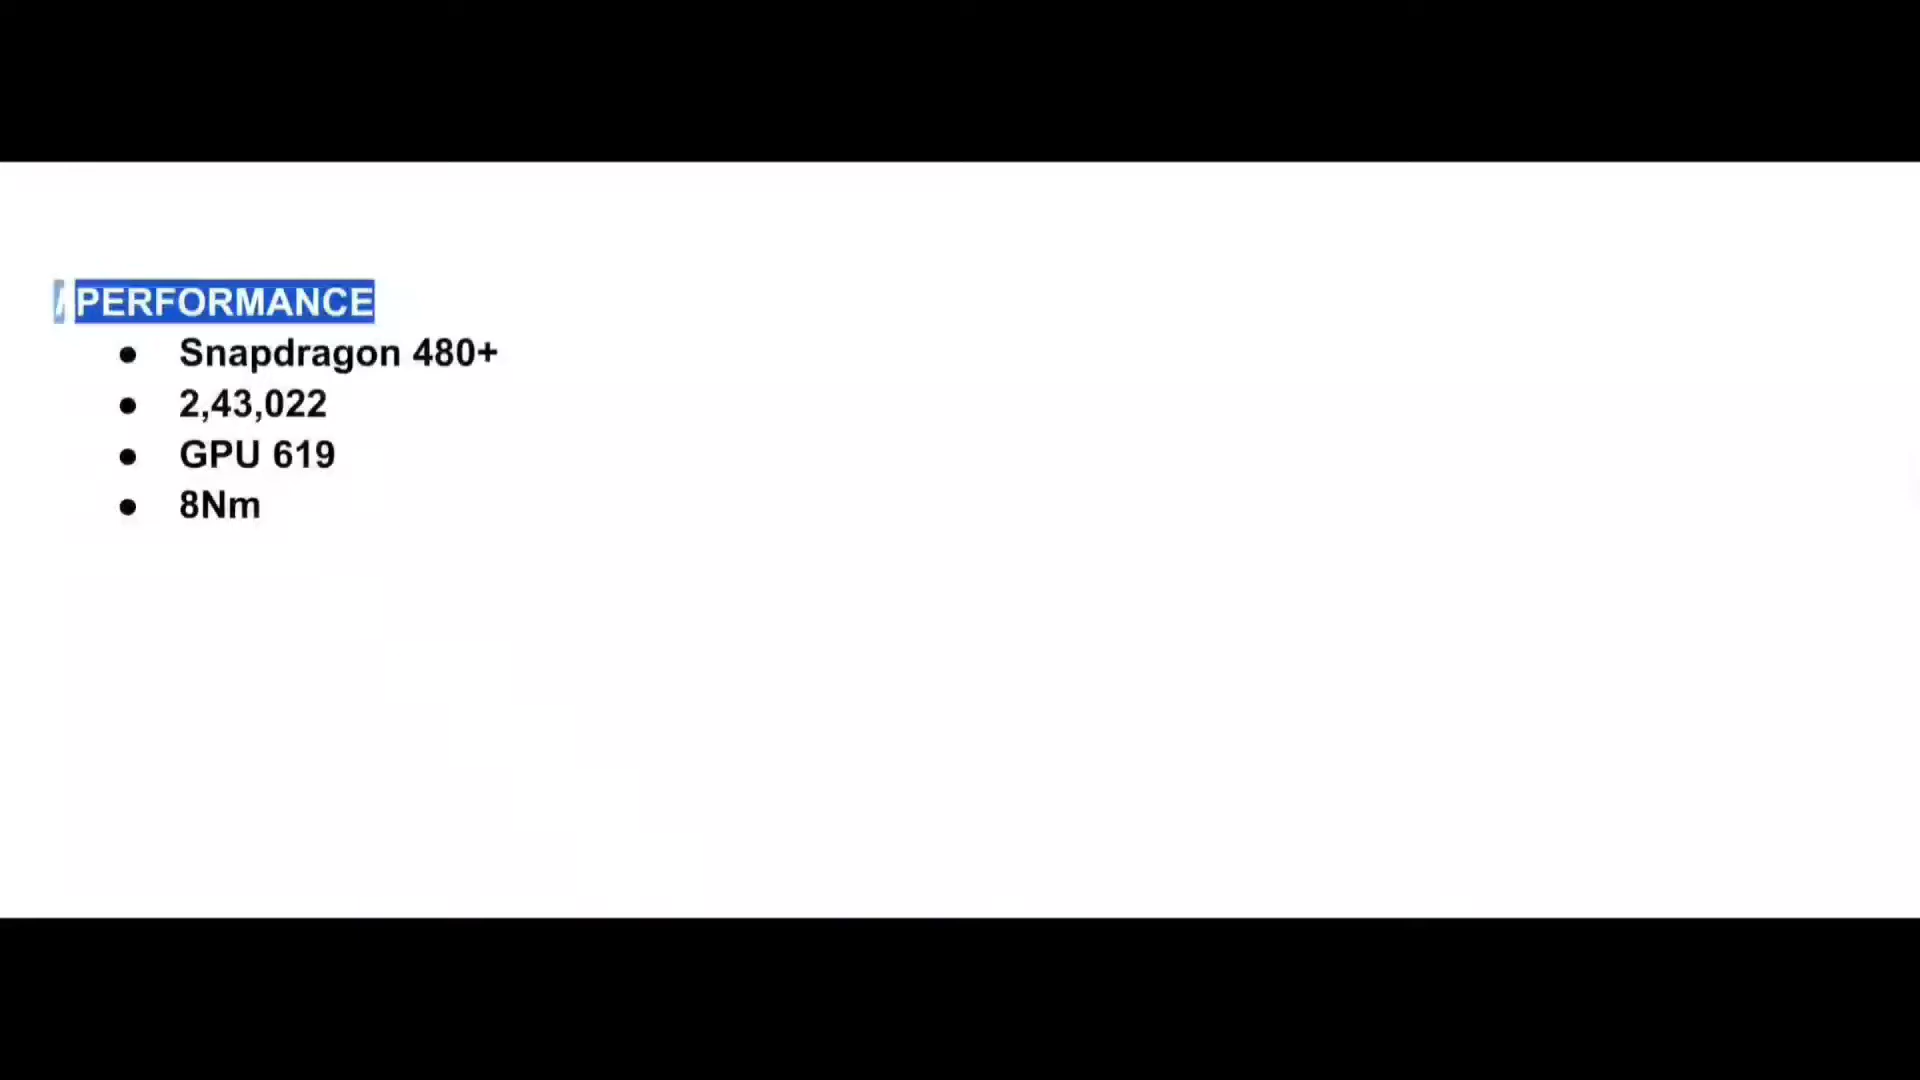 PERFORMANCE
● Snapdragon 480+
● 2,43,022
● GPU 619
● 8Nm